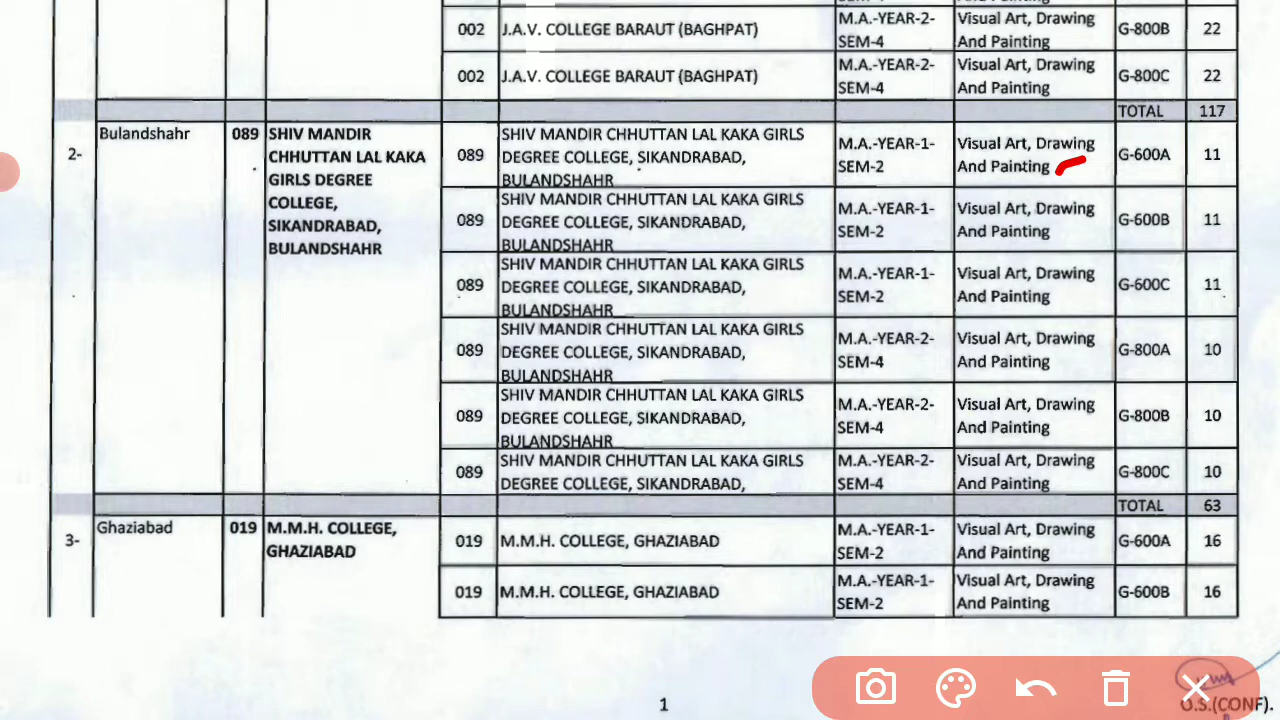 002 J.A.V. COLLEGE BARAUT (BAGHPAT) M.A.-YEAR-2- Visual Art, Drawing G-800B 22
SEM-4 And Painting
002 J.A.V. COLLEGE BARAUT (BAGHPAT) M.A.-YEAR-2- Visual Art, Drawing G-800C 22
SEM-4 And Painting
TOTAL 117
2- Bulandshahr 089 SHIV MANDIR
CHHUTTAN LAL KAKA
GIRLS DEGREE
COLLEGE,
SIKANDRABAD,
BULANDSHAHR
089 SHIV MANDIR CHHUTTAN LAL KAKA GIRLS M.A.-YEAR-1- Visual Art, Drawing G-600A 11
DEGREE COLLEGE, SIKANDRABAD, SEM-2 And Painting
BULANDSHAHR
089 SHIV MANDIR CHHUTTAN LAL KAKA GIRLS M.A.-YEAR-1- Visual Art, Drawing G-600B 11
DEGREE COLLEGE, SIKANDRABAD, SEM-2 And Painting
BULANDSHAHR
089 SHIV MANDIR CHHUTTAN LAL KAKA GIRLS M.A.-YEAR-1- Visual Art, Drawing G-600C 11
DEGREE COLLEGE, SIKANDRABAD, SEM-2 And Painting
BULANDSHAHR
089 SHIV MANDIR CHHUTTAN LAL KAKA GIRLS M.A.-YEAR-2- Visual Art, Drawing G-800A 10
DEGREE COLLEGE, SIKANDRABAD, SEM-4 And Painting
BULANDSHAHR
089 SHIV MANDIR CHHUTTAN LAL KAKA GIRLS M.A.-YEAR-2- Visual Art, Drawing G-800B 10
DEGREE COLLEGE, SIKANDRABAD, SEM-4 And Painting
BULANDSHAHR
089 SHIV MANDIR CHHUTTAN LAL KAKA GIRLS M.A.-YEAR-2- Visual Art, Drawing G-800C 10
DEGREE COLLEGE, SIKANDRABAD, SEM-4 And Painting
TOTAL 63
3- Ghaziabad 019 M.M.H. COLLEGE,
GHAZIABAD
019 M.M.H. COLLEGE, GHAZIABAD M.A.-YEAR-1- Visual Art, Drawing G-600A 16
SEM-2 And Painting
019 M.M.H. COLLEGE, GHAZIABAD M.A.-YEAR-1- Visual Art, Drawing G-600B 16
SEM-2 And Painting
1
O.S.(CONF).